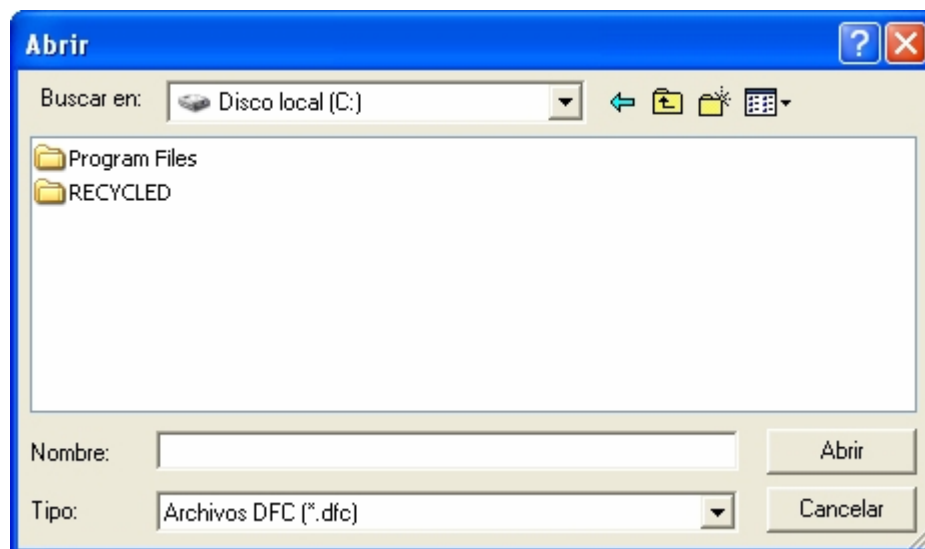 Abrir
Buscar en: Disco local (C:)
Program Files
RECYCLED
Nombre: Abrir
Tipo: Archivos DFC (*.dfc) Cancelar